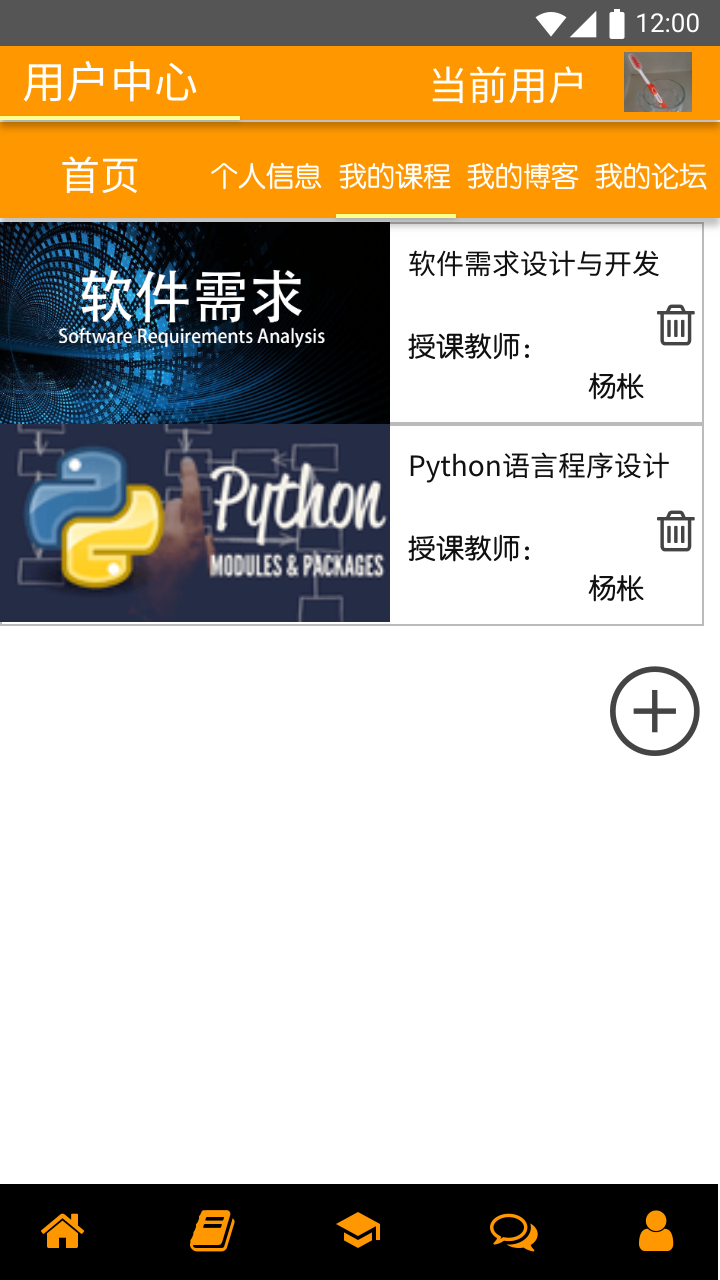 12:00
用户中心
当前用户
首页
个人信息
我的课程
我的博客
我的论坛
软件需求
Software Requirements Analysis
软件需求设计与开发
授课教师：
杨枨
Python
MODULES & PACKAGES
Python语言程序设计
授课教师：
杨枨